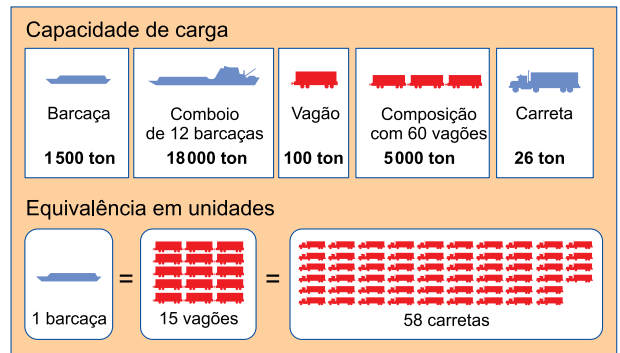 Capacidade de carga
Barcaça
1 500 ton
Comboio
de 12 barcaças
18 000 ton
Vagão
100 ton
Composição
com 60 vagões
5 000 ton
Carreta
26 ton
Equivalência em unidades
1 barcaça
=
15 vagões
=
58 carretas